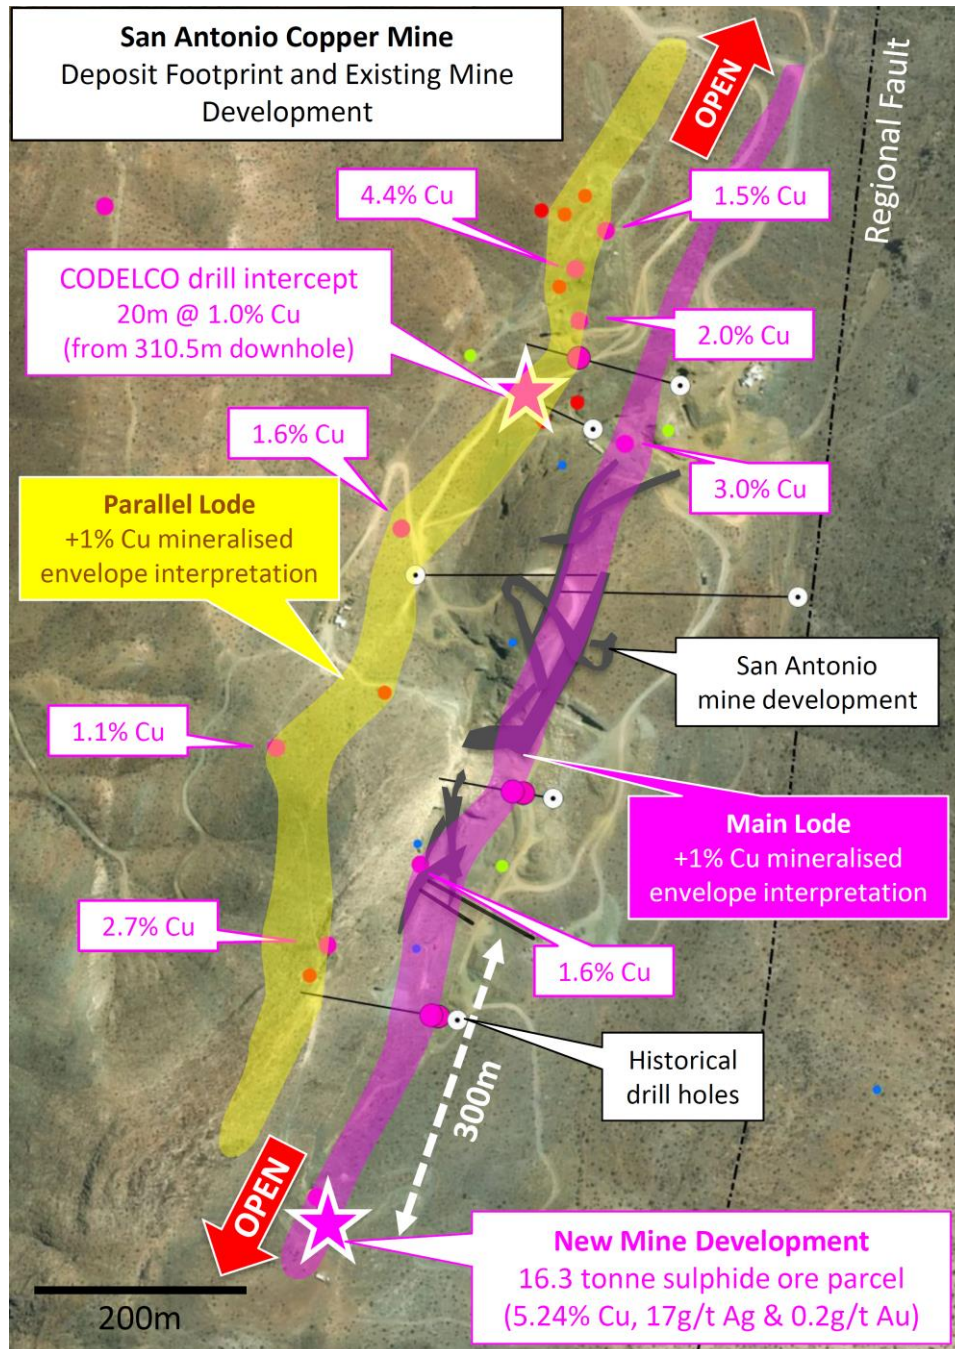 San Antonio Copper Mine
Deposit Footprint and Existing Mine
Development
OPEN
Regional Fault
4.4% Cu
1.5% Cu
CODELCO drill intercept
20m @ 1.0% Cu
(from 310.5m downhole)
2.0% Cu
1.6% Cu
3.0% Cu
Parallel Lode
+1% Cu mineralised
envelope interpretation
San Antonio
mine development
1.1% Cu
Main Lode
+1% Cu mineralised
envelope interpretation
2.7% Cu
1.6% Cu
Historical
drill holes
300m
OPEN
New Mine Development
16.3 tonne sulphide ore parcel
(5.24% Cu, 17g/t Ag & 0.2g/t Au)
200m